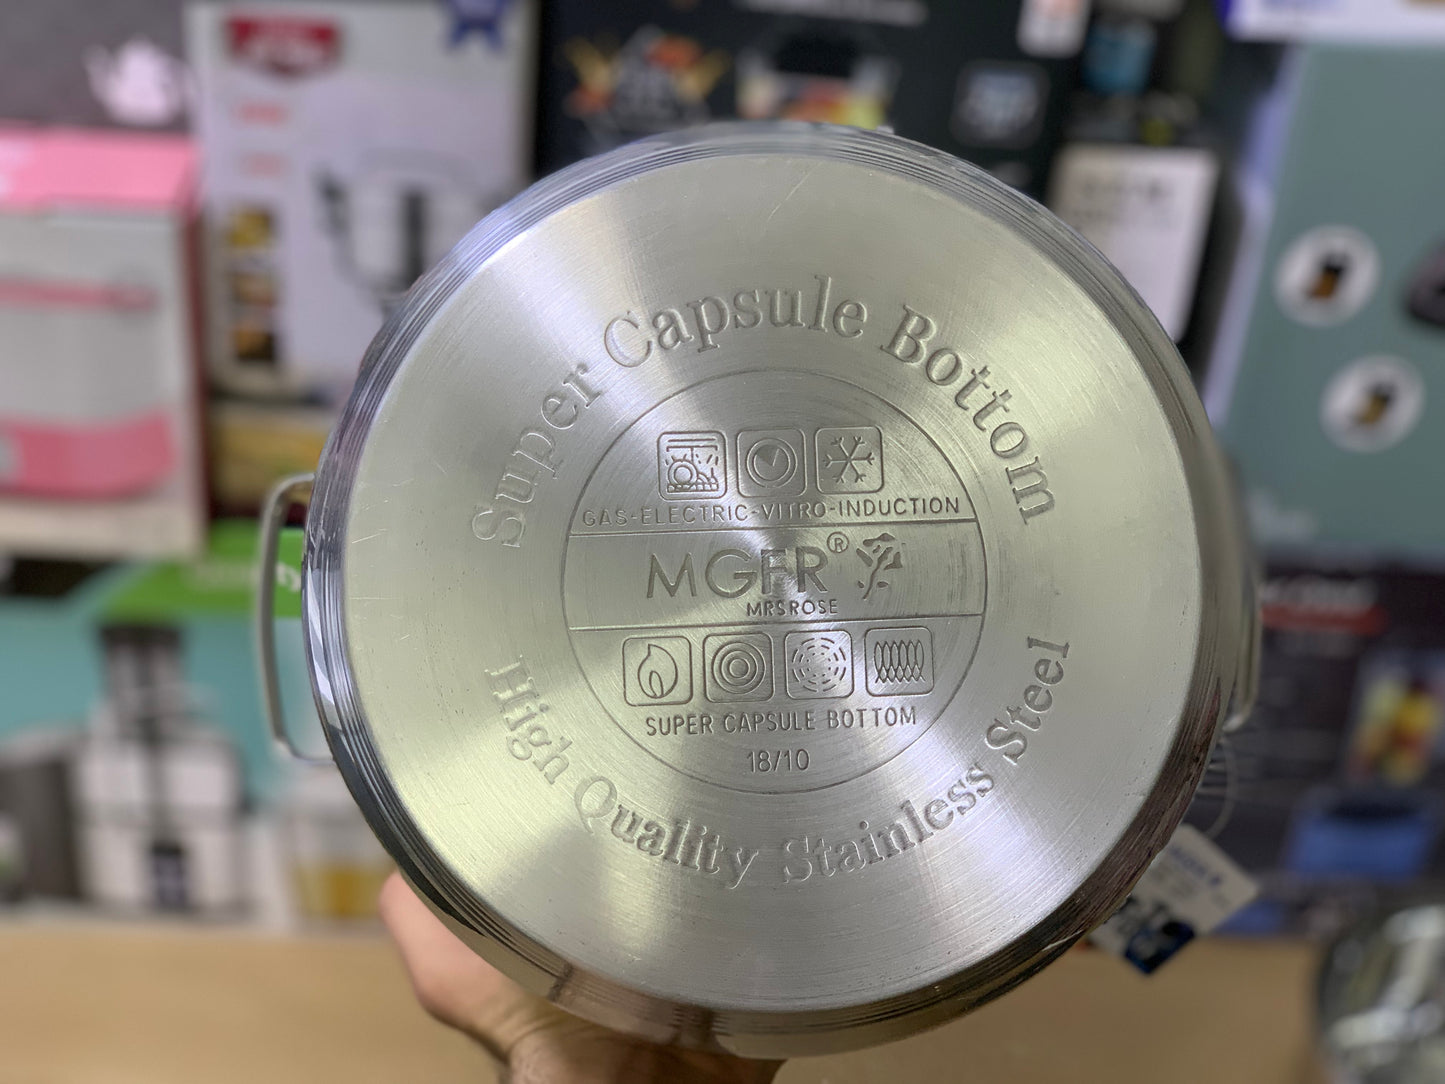 Super Capsule Bottom
GAS-ELECTRIC-VITRO-INDUCTION
MGFR®
MRSROSE
SUPER CAPSULE BOTTOM
18/10
High Quality Stainless Steel